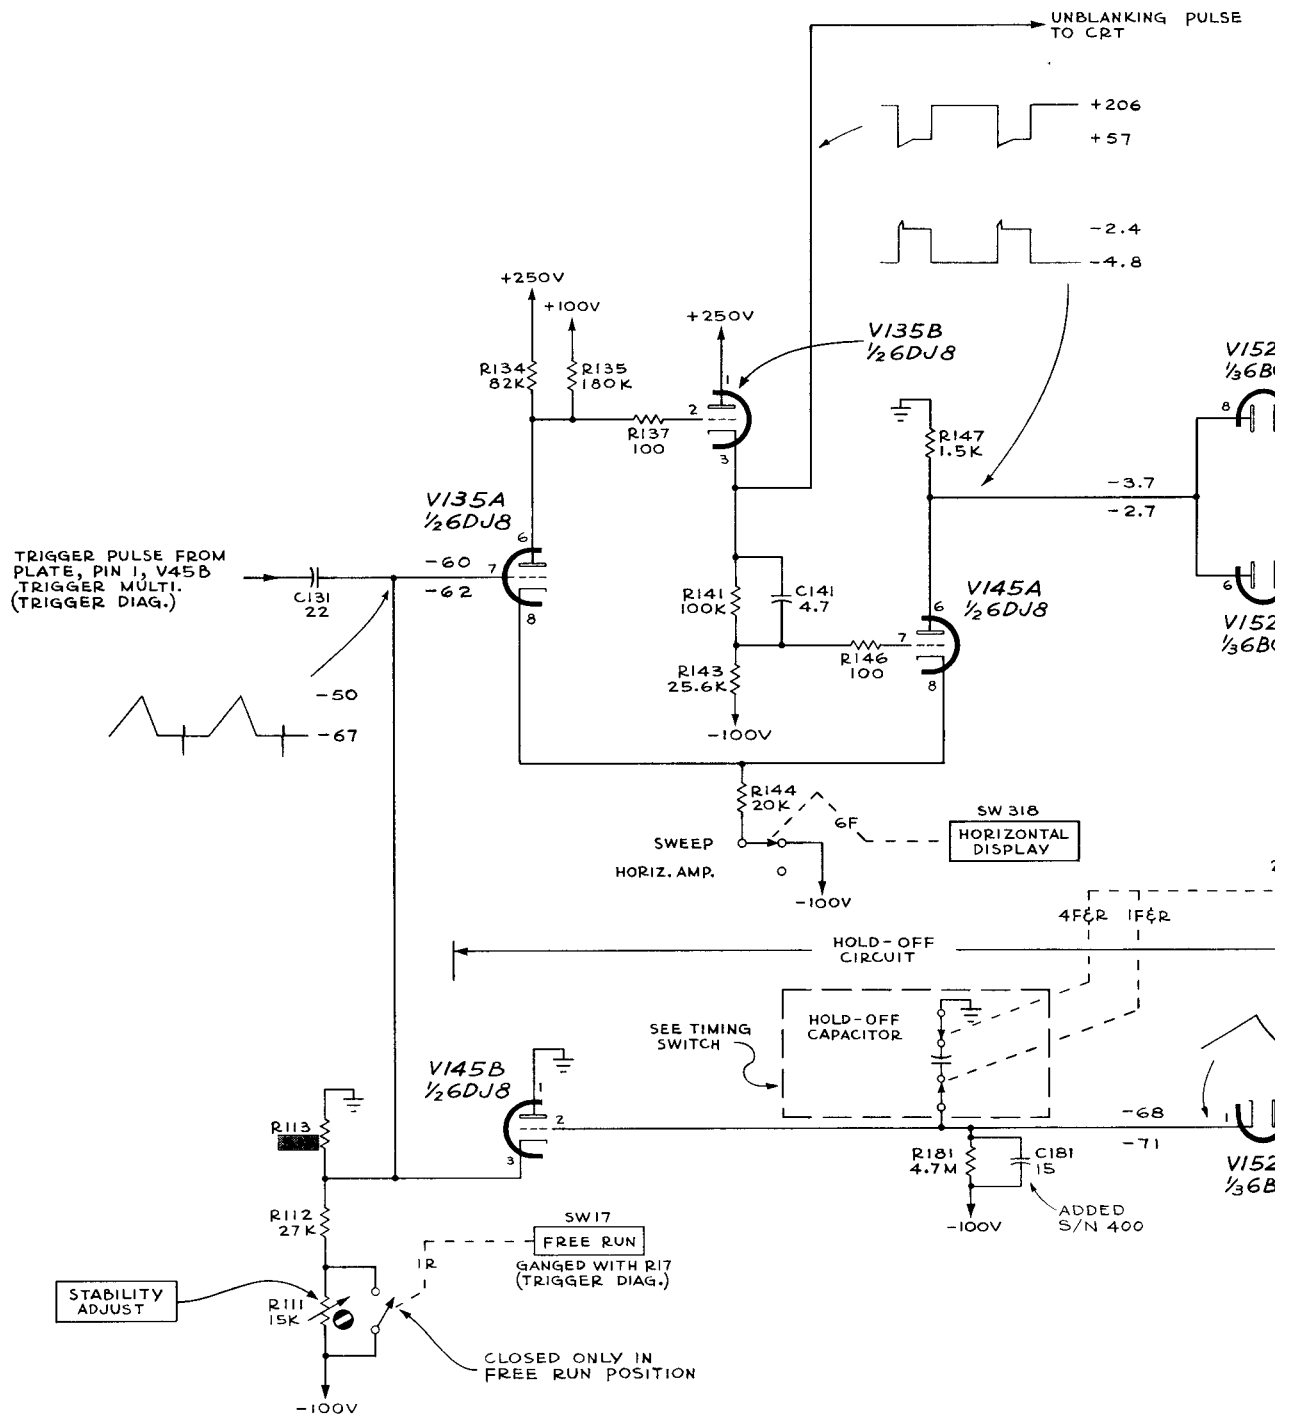 UNBLANKING PULSE
TO CRT
+206
+57
-2.4
-4.8
+250V
+100V
+250V
V135B
½6DJ8
V152
⅓6B
R134
82K
R135
180K
1
2
3
R137
100
8
R147
1.5K
V135A
½6DJ8
6
-3.7
-2.7
TRIGGER PULSE FROM
PLATE, PIN 1, V45B
TRIGGER MULTI.
(TRIGGER DIAG.)
C131
22
-60
-62
7
8
R141
100K
C141
4.7
V145A
½6DJ8
6
6
V152
⅓6B
7
R146
100
8
R143
25.6K
-50
-67
-100V
R144
20K
SWEEP
HORIZ. AMP.
6F
SW 318
HORIZONTAL
DISPLAY
-100V
4F&R
1F&R
HOLD-OFF
CIRCUIT
SEE TIMING
SWITCH
HOLD-OFF
CAPACITOR
V145B
½6DJ8
1
2
3
R113
-68
-71
1
R181
4.7M
C181
15
V152
⅓6B
-100V
ADDED
S/N 400
R112
27K
SW17
FREE RUN
GANGED WITH R17
(TRIGGER DIAG.)
1R
STABILITY
ADJUST
R111
15K
CLOSED ONLY IN
FREE RUN POSITION
-100V